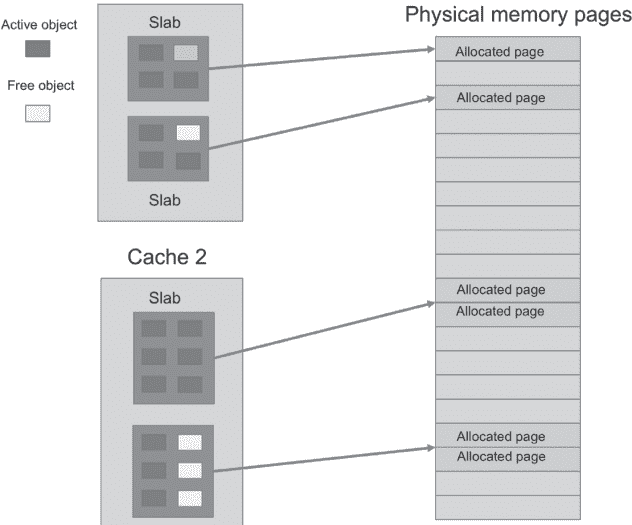 Physical memory pages
Active object
Free object
Slab
Slab
Allocated page
Allocated page
Cache 2
Slab
Allocated page
Allocated page
Allocated page
Allocated page